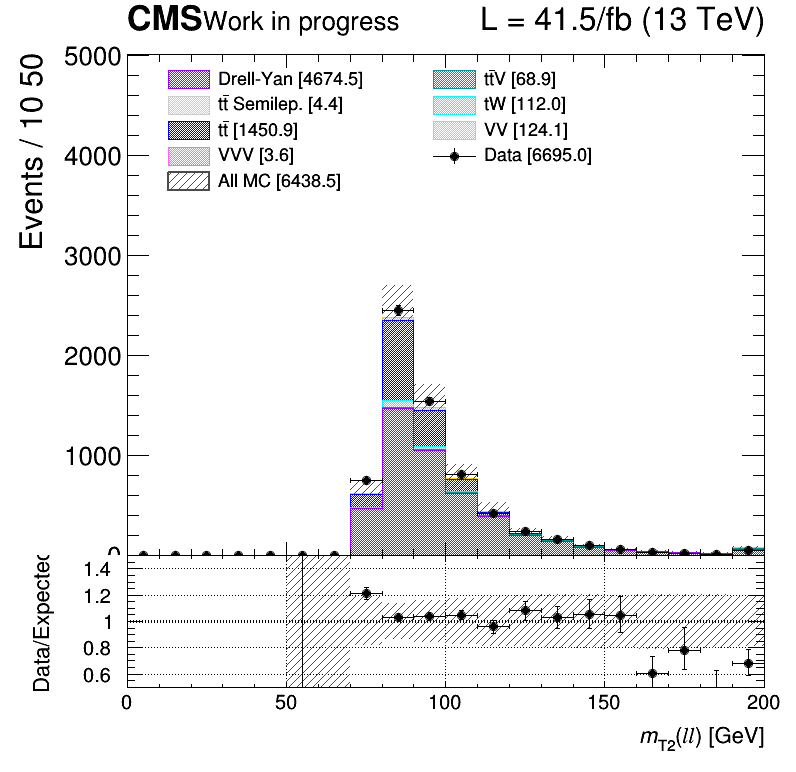 CMS Work in progress L = 41.5/fb (13 TeV)
Events / 10 50
5000
4000
3000
2000
1000
0
Drell-Yan [4674.5]
tt̄ Semilep. [4.4]
tt̄ [1450.9]
VVV [3.6]
All MC [6438.5]
tt̄V [68.9]
tW [112.0]
VV [124.1]
Data [6695.0]
Data/Expected
1.4
1.2
1
0.8
0.6
0 50 100 150 200
m_T2(ll) [GeV]